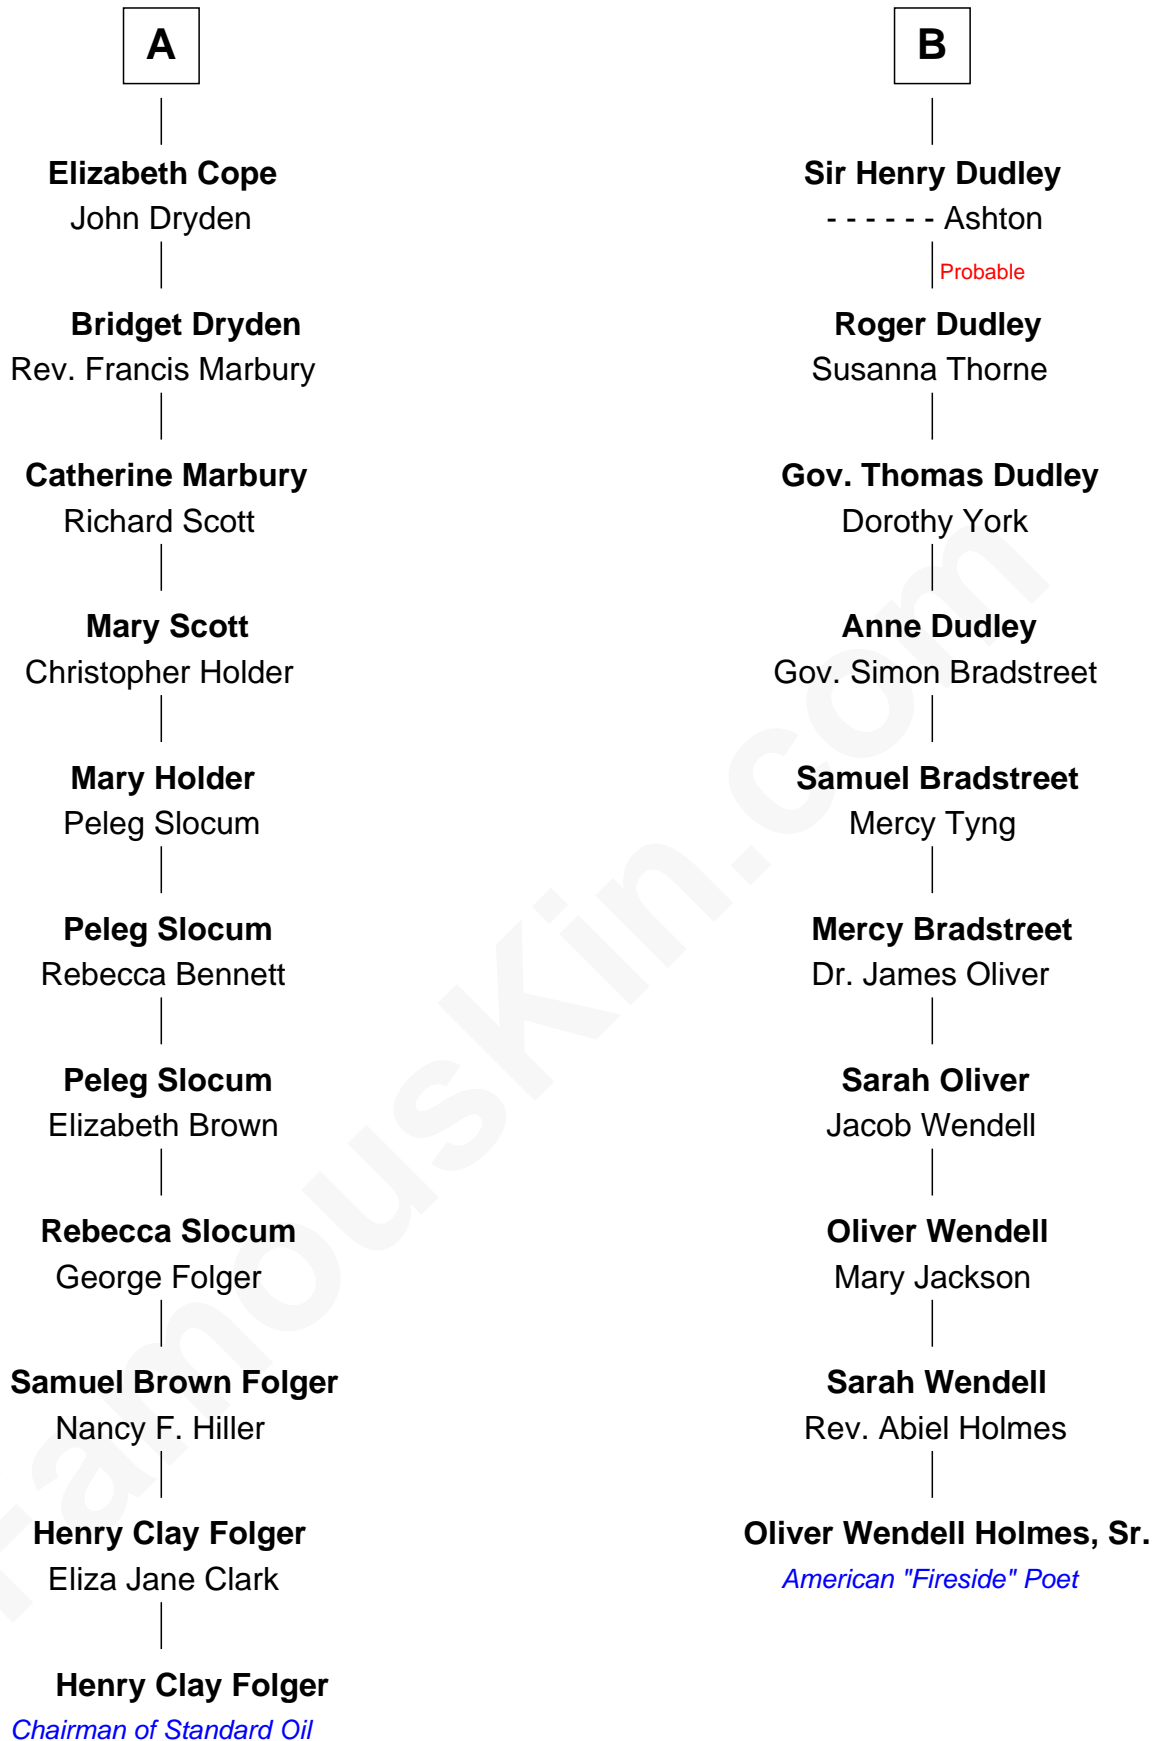 A
Elizabeth Cope
John Dryden
Bridget Dryden
Rev. Francis Marbury
Catherine Marbury
Richard Scott
Mary Scott
Christopher Holder
Mary Holder
Peleg Slocum
Peleg Slocum
Rebecca Bennett
Peleg Slocum
Elizabeth Brown
Rebecca Slocum
George Folger
Samuel Brown Folger
Nancy F. Hiller
Henry Clay Folger
Eliza Jane Clark
Henry Clay Folger
Chairman of Standard Oil
B
Sir Henry Dudley
- - - - - - Ashton
Probable
Roger Dudley
Susanna Thorne
Gov. Thomas Dudley
Dorothy York
Anne Dudley
Gov. Simon Bradstreet
Samuel Bradstreet
Mercy Tyng
Mercy Bradstreet
Dr. James Oliver
Sarah Oliver
Jacob Wendell
Oliver Wendell
Mary Jackson
Sarah Wendell
Rev. Abiel Holmes
Oliver Wendell Holmes, Sr.
American "Fireside" Poet
FamousKin.com